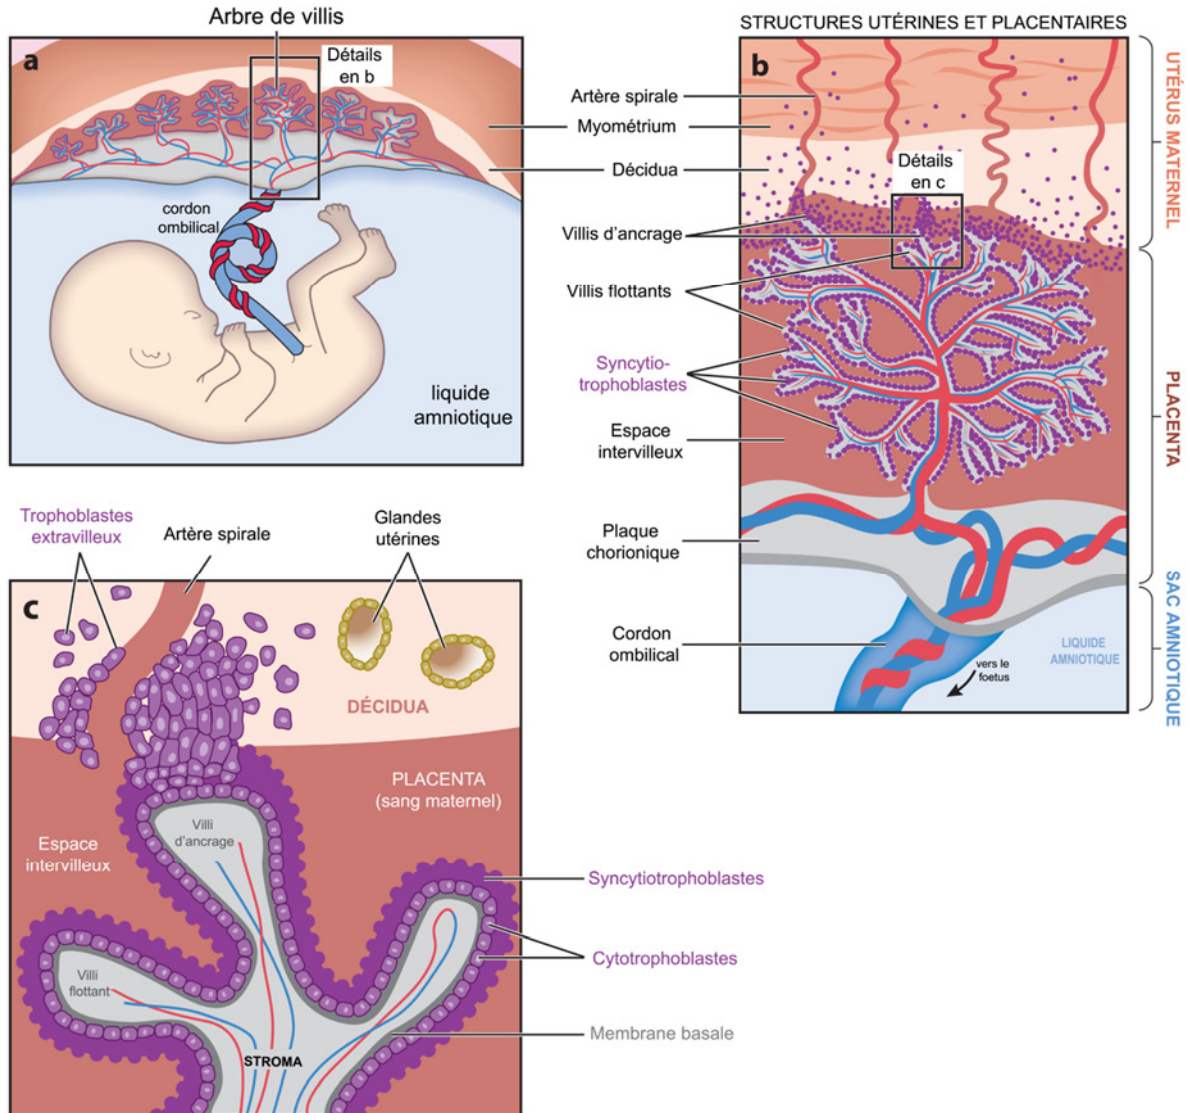 Arbre de villis
a
Détails
en b
cordon
ombilical
liquide
amniotique
STRUCTURES UTÉRINES ET PLACENTAIRES
b
Artère spirale
Myométrium
Décidua
Détails
en c
Villis d'ancrage
Villis flottants
Syncytio-
trophoblastes
Espace
intervilleux
Plaque
chorionique
Cordon
ombilical
LIQUIDE
AMNIOTIQUE
vers le
foetus
UTÉRUS MATERNEL
PLACENTA
SAC AMNIOTIQUE
Trophoblastes
extravilleux
Artère spirale
Glandes
utérines
c
DÉCIDUA
PLACENTA
(sang maternel)
Espace
intervilleux
Villi
d'ancrage
Villi
flottant
STROMA
Syncytiotrophoblastes
Cytotrophoblastes
Membrane basale